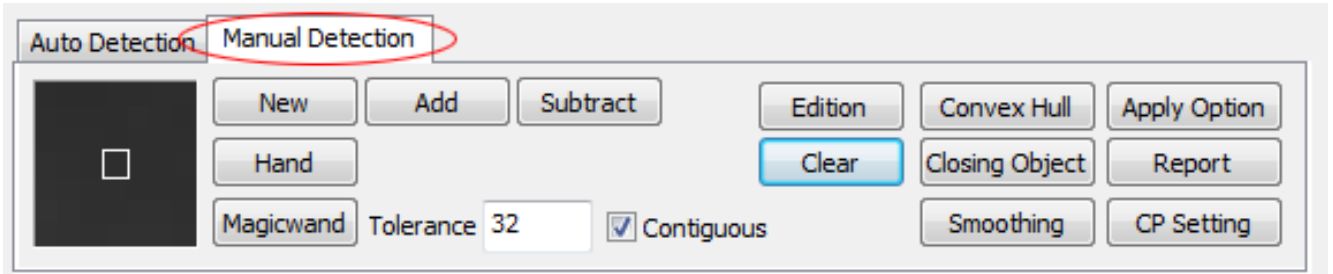 Auto Detection Manual Detection
New Add Subtract Edition Convex Hull Apply Option
Hand Clear Closing Object Report
Magicwand Tolerance 32 Contiguous Smoothing CP Setting